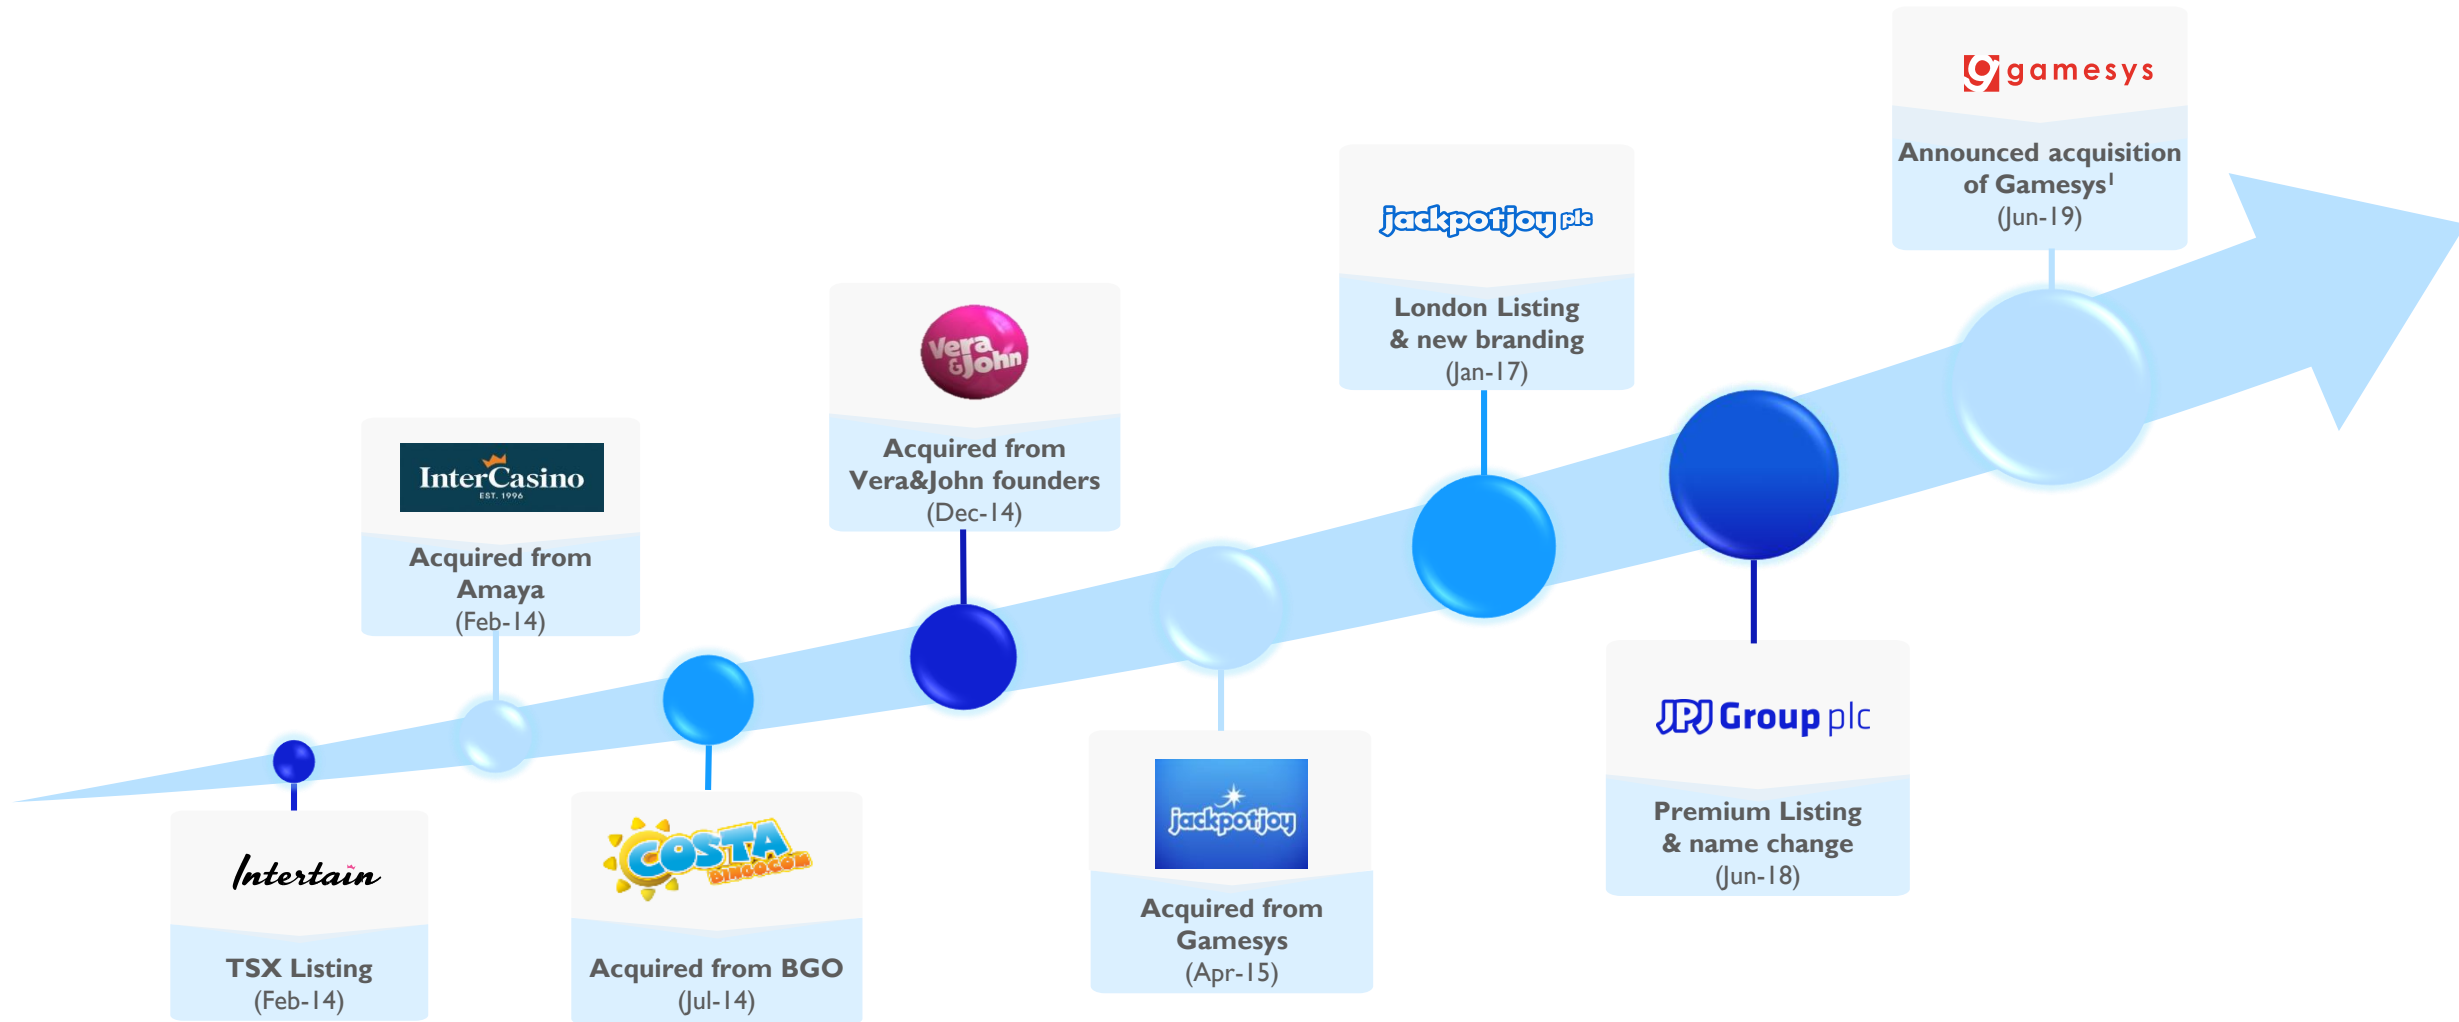 Intertain
TSX Listing
(Feb-14)
InterCasino
EST. 1996
Acquired from
Amaya
(Feb-14)
COSTA
BINGO.COM
Acquired from BGO
(Jul-14)
Vera
&John
Acquired from
Vera&John founders
(Dec-14)
jackpotjoy
Acquired from
Gamesys
(Apr-15)
jackpotjoy plc
London Listing
& new branding
(Jan-17)
JPJ Group plc
Premium Listing
& name change
(Jun-18)
gamesys
Announced acquisition
of Gamesys¹
(Jun-19)